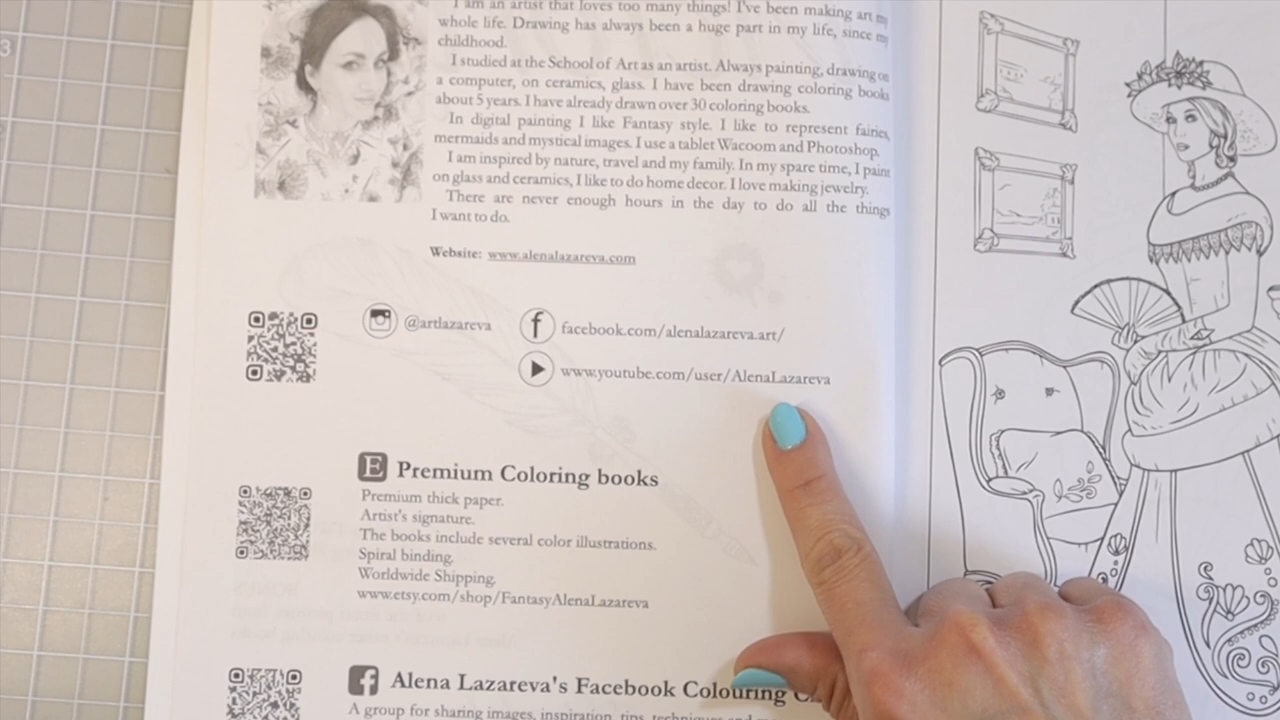 I am an artist that loves too many things! I've been making art my
whole life. Drawing has always been a huge part in my life, since my
childhood.
I studied at the School of Art as an artist. Always painting, drawing on
a computer, on ceramics, glass. I have been drawing coloring books
about 5 years. I have already drawn over 30 coloring books.
In digital painting I like Fantasy style. I like to represent fairies,
mermaids and mystical images. I use a tablet Wacoom and Photoshop.
I am inspired by nature, travel and my family. In my spare time, I paint
on glass and ceramics, I like to do home decor. I love making jewelry.
There are never enough hours in the day to do all the things
I want to do.
Website: www.alenalazareva.com
@artlazareva
facebook.com/alenalazareva.art/
www.youtube.com/user/AlenaLazareva
E Premium Coloring books
Premium thick paper.
Artist's signature.
The books include several color illustrations.
Spiral binding.
Worldwide Shipping.
www.etsy.com/shop/FantasyAlenaLazareva
Alena Lazareva's Facebook Colouring
A group for sharing images, inspiration, tips, techniques and
3